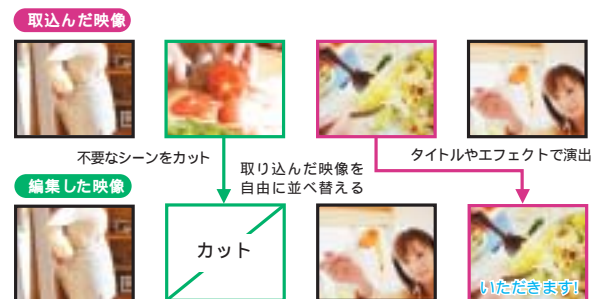 取込んだ映像
不要なシーンをカット
取り込んだ映像を
自由に並べ替える
タイトルやエフェクトで演出
編集した映像
カット
いただきます!